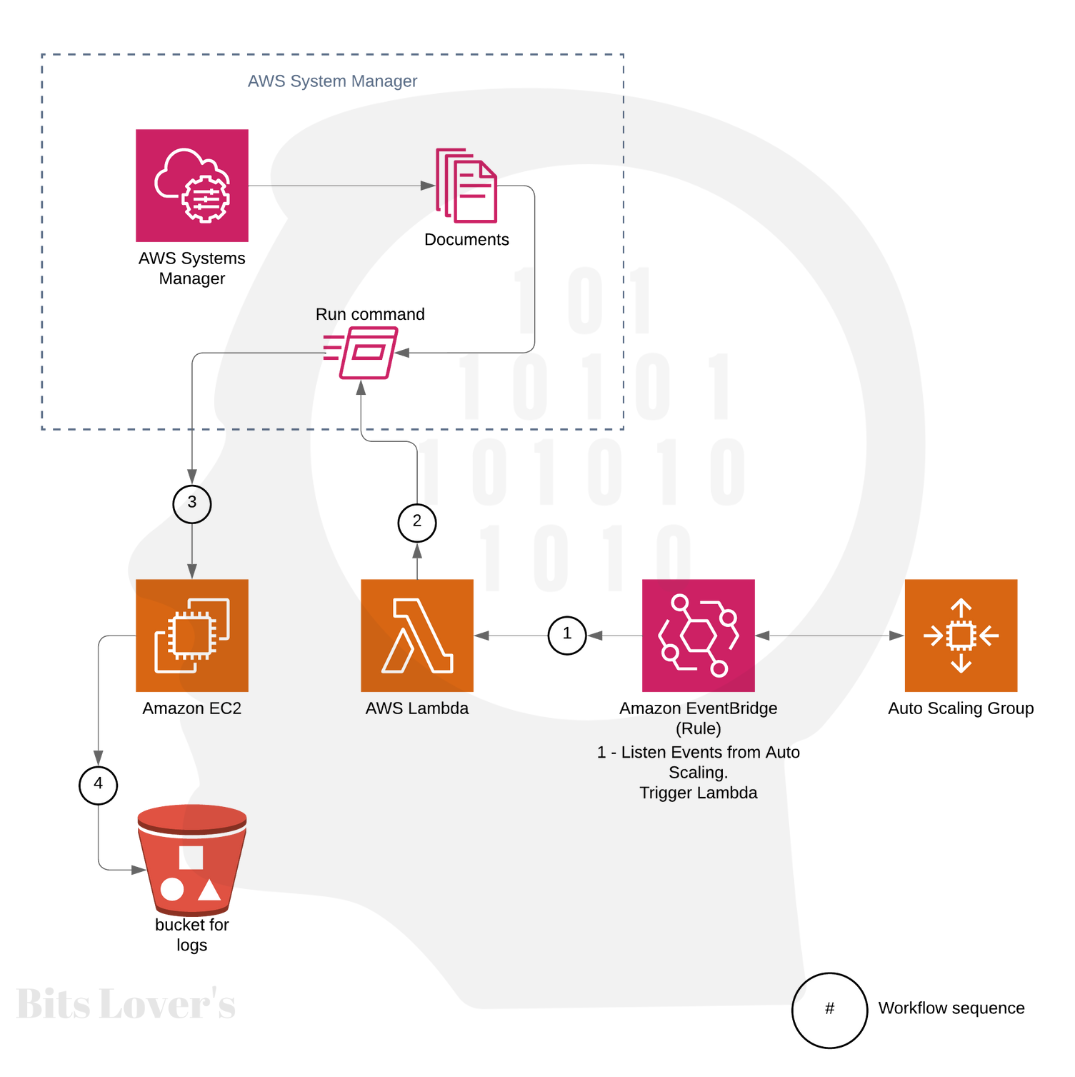 AWS System Manager
AWS Systems
Manager
Documents
Run command
3
2
1
Amazon EC2
AWS Lambda
Amazon EventBridge
(Rule)
1 - Listen Events from Auto
Scaling.
Trigger Lambda
Auto Scaling Group
4
bucket for
logs
Bits Lover's
#
Workflow sequence
101
10101
101010
1010